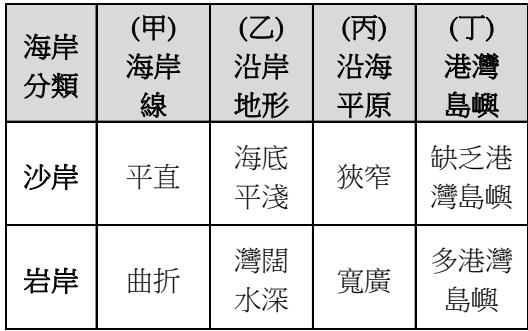 海岸
分類
(甲)
海岸
線
(乙)
沿岸
地形
(丙)
沿海
平原
(丁)
港灣
島嶼
沙岸
平直
海底
平淺
狹窄
缺乏港
灣島嶼
岩岸
曲折
灣闊
水深
寬廣
多港灣
島嶼